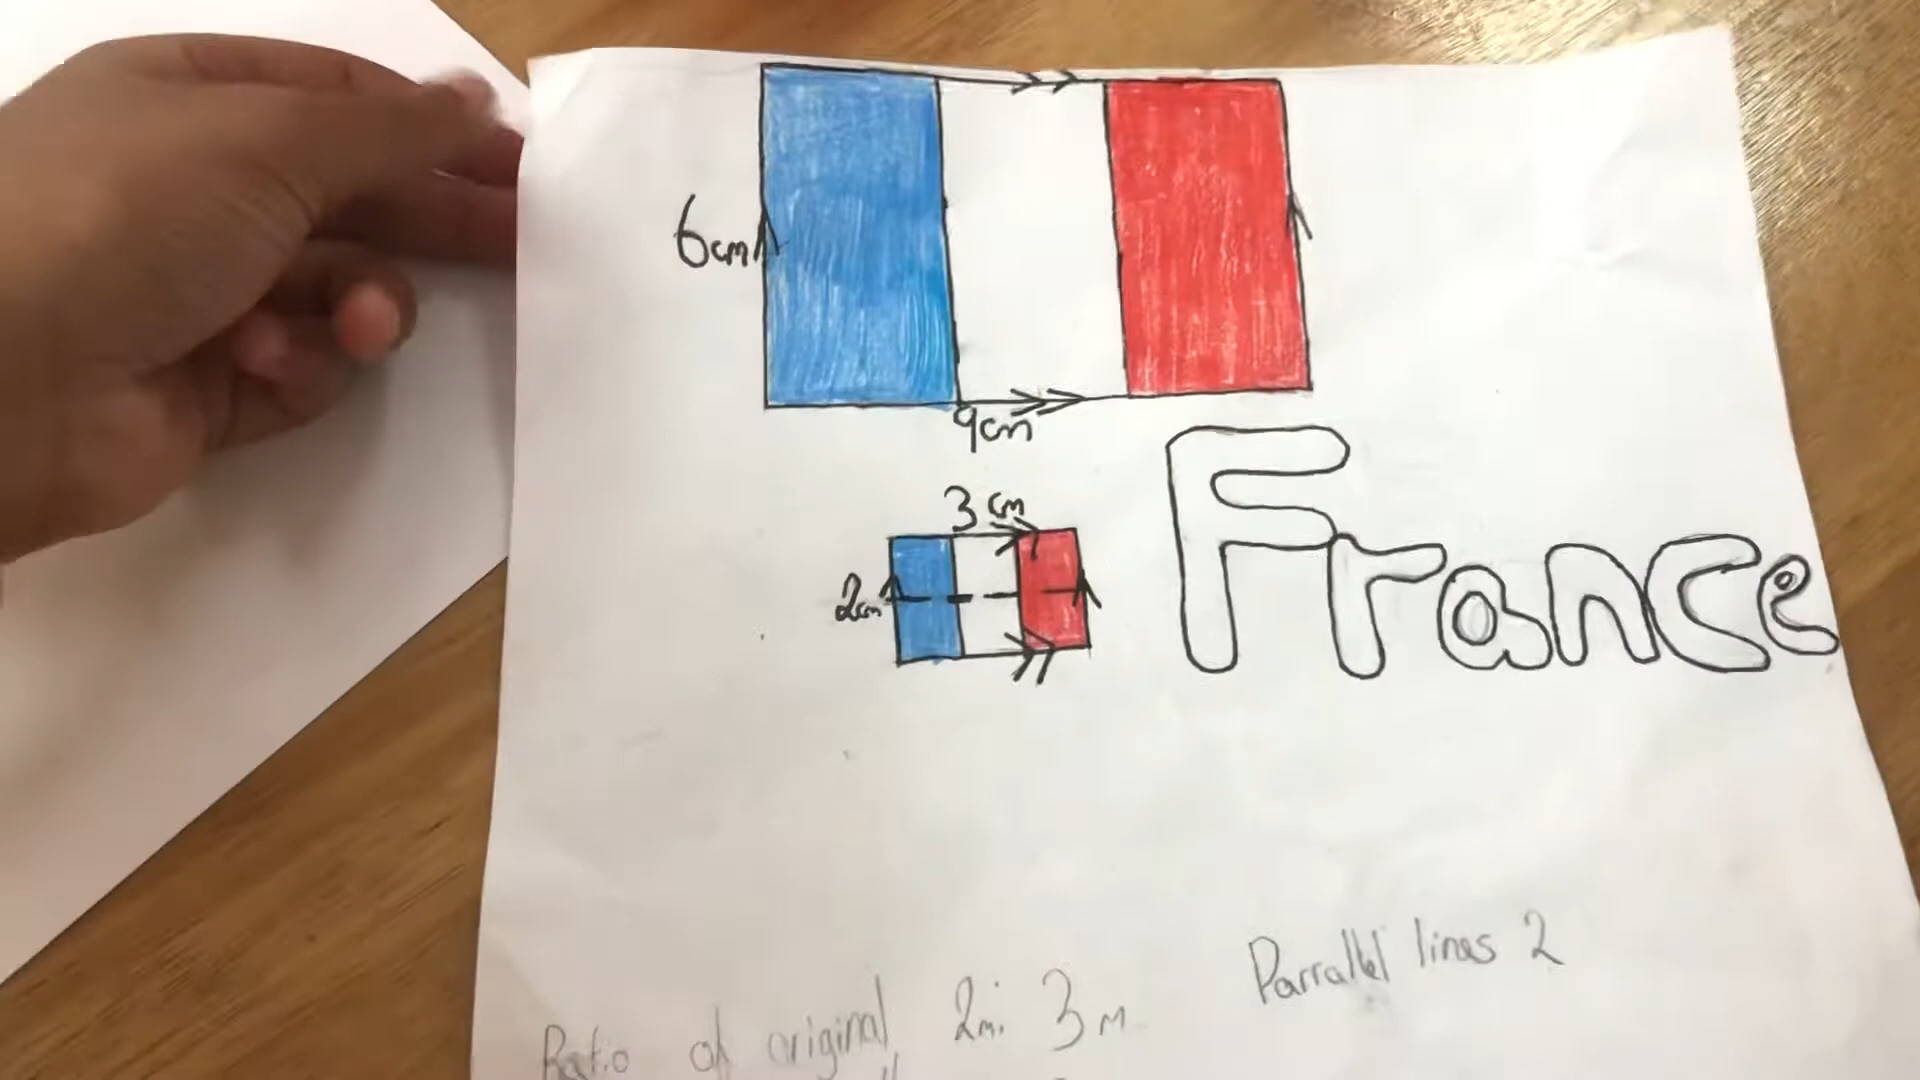 6cm
9cm
3 cm
2cm
France
Parrallel lines 2
Ratio of original 2m: 3m